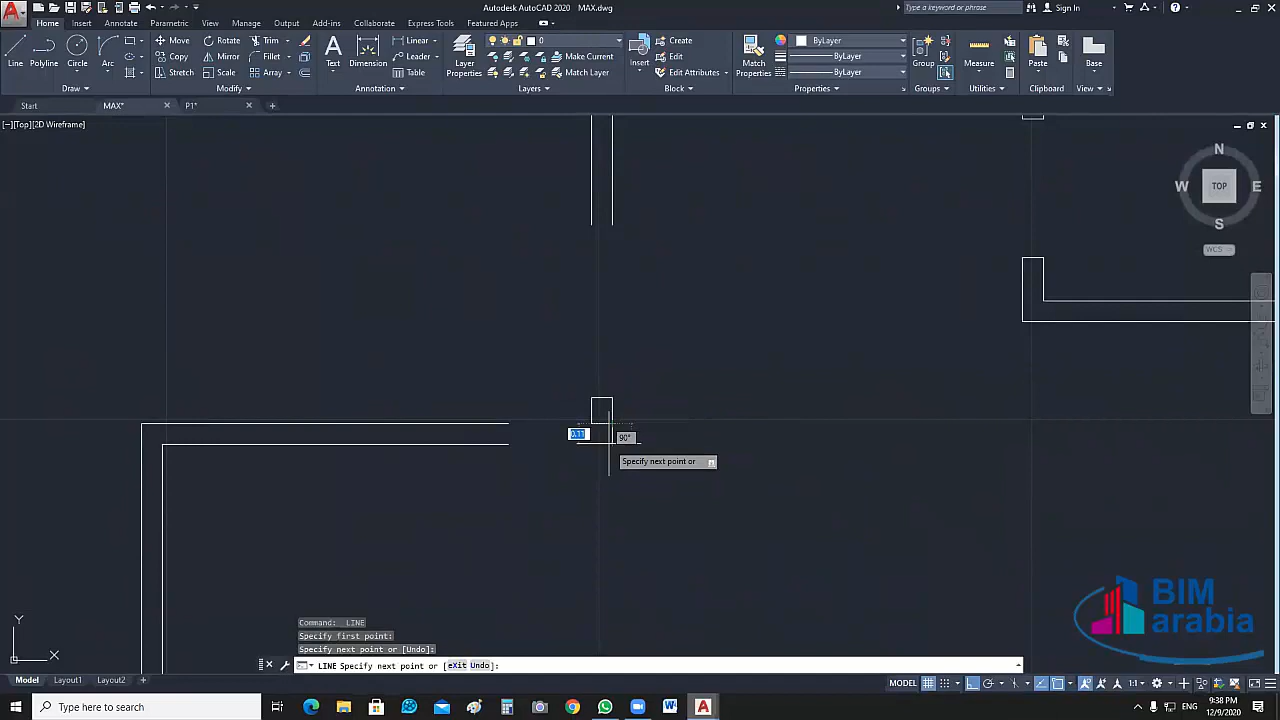 Autodesk AutoCAD 2020 MAX.dwg
Type a keyword or phrase
Sign In
Home Insert Annotate Parametric View Manage Output Add-ins Collaborate Express Tools Featured Apps
Line Polyline Circle Arc
Move Rotate Trim
Copy Mirror Fillet
Stretch Scale Array
Text Dimension
Linear
Leader
Table
Layer Properties
0
Make Current
Match Layer
Insert
Create
Edit
Edit Attributes
Match Properties
ByLayer
ByLayer
ByLayer
Group
Measure
Paste
Base
Draw Modify Annotation Layers Block Properties Groups Utilities Clipboard View
Start MAX* P1*
[−][Top][2D Wireframe]
N
W TOP E
S
WCS
0.11
90°
Specify next point or
BIM
arabia
Command: _LINE
Specify first point:
Specify next point or [Undo]:
LINE Specify next point or [eXit Undo]:
Y
X
Model Layout1 Layout2
MODEL
1:1
Type here to search
9:38 PM
12/9/2020